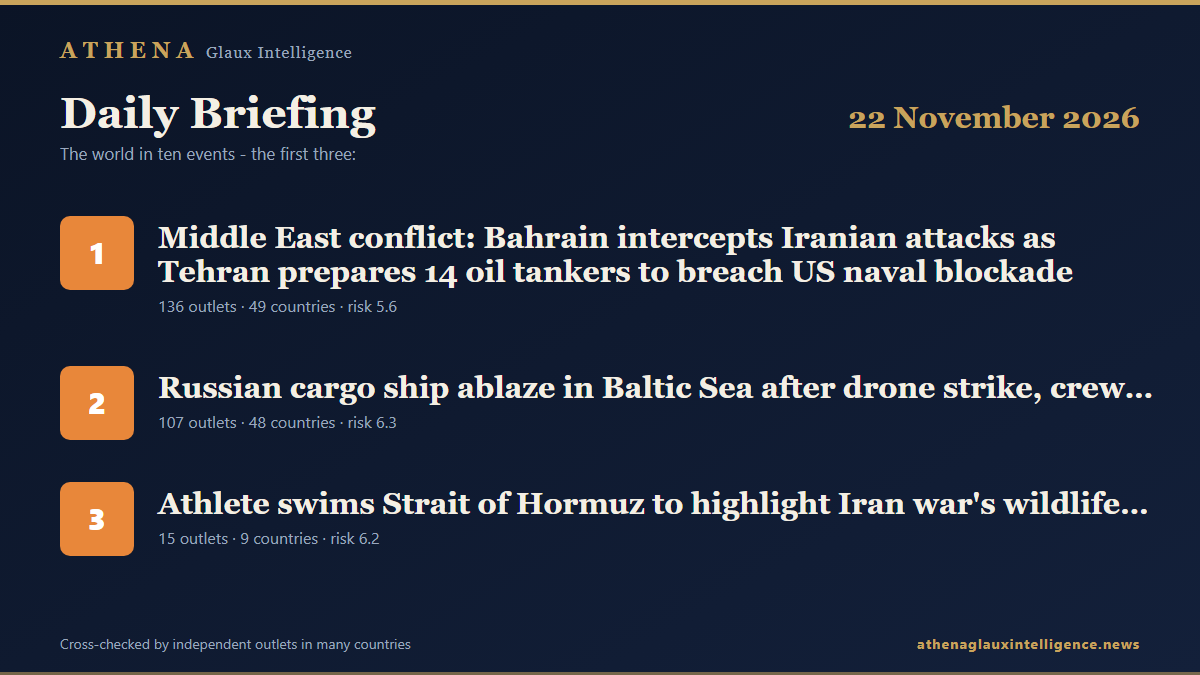 ATHENA Glaux Intelligence
Daily Briefing
22 November 2026
The world in ten events - the first three:
1
Middle East conflict: Bahrain intercepts Iranian attacks as
Tehran prepares 14 oil tankers to breach US naval blockade
136 outlets · 49 countries · risk 5.6
2
Russian cargo ship ablaze in Baltic Sea after drone strike, crew...
107 outlets · 48 countries · risk 6.3
3
Athlete swims Strait of Hormuz to highlight Iran war's wildlife...
15 outlets · 9 countries · risk 6.2
Cross-checked by independent outlets in many countries
athenaglauxintelligence.news